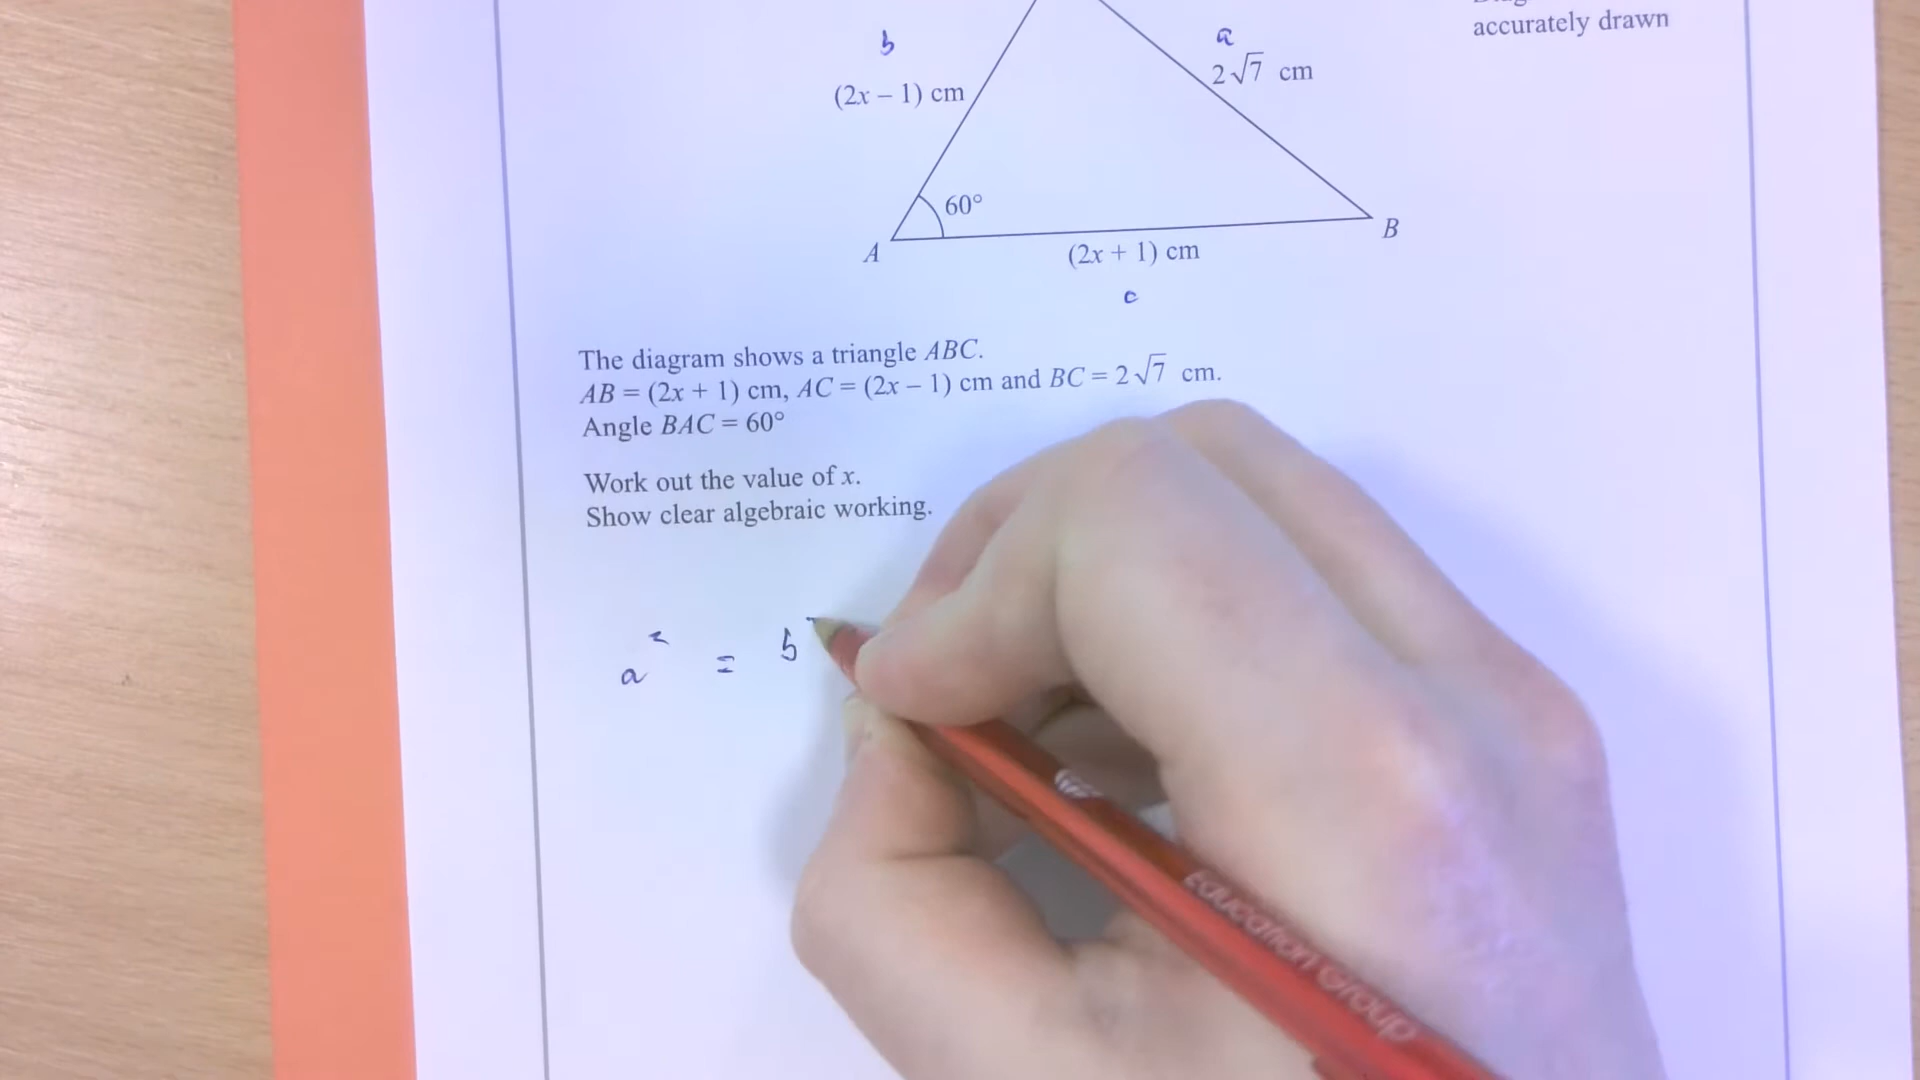 accurately drawn
b
a
(2x – 1) cm
2√7 cm
60°
A
B
(2x + 1) cm
c
The diagram shows a triangle ABC.
AB = (2x + 1) cm, AC = (2x – 1) cm and BC = 2√7 cm.
Angle BAC = 60°
Work out the value of x.
Show clear algebraic working.
a² = b
Education Group